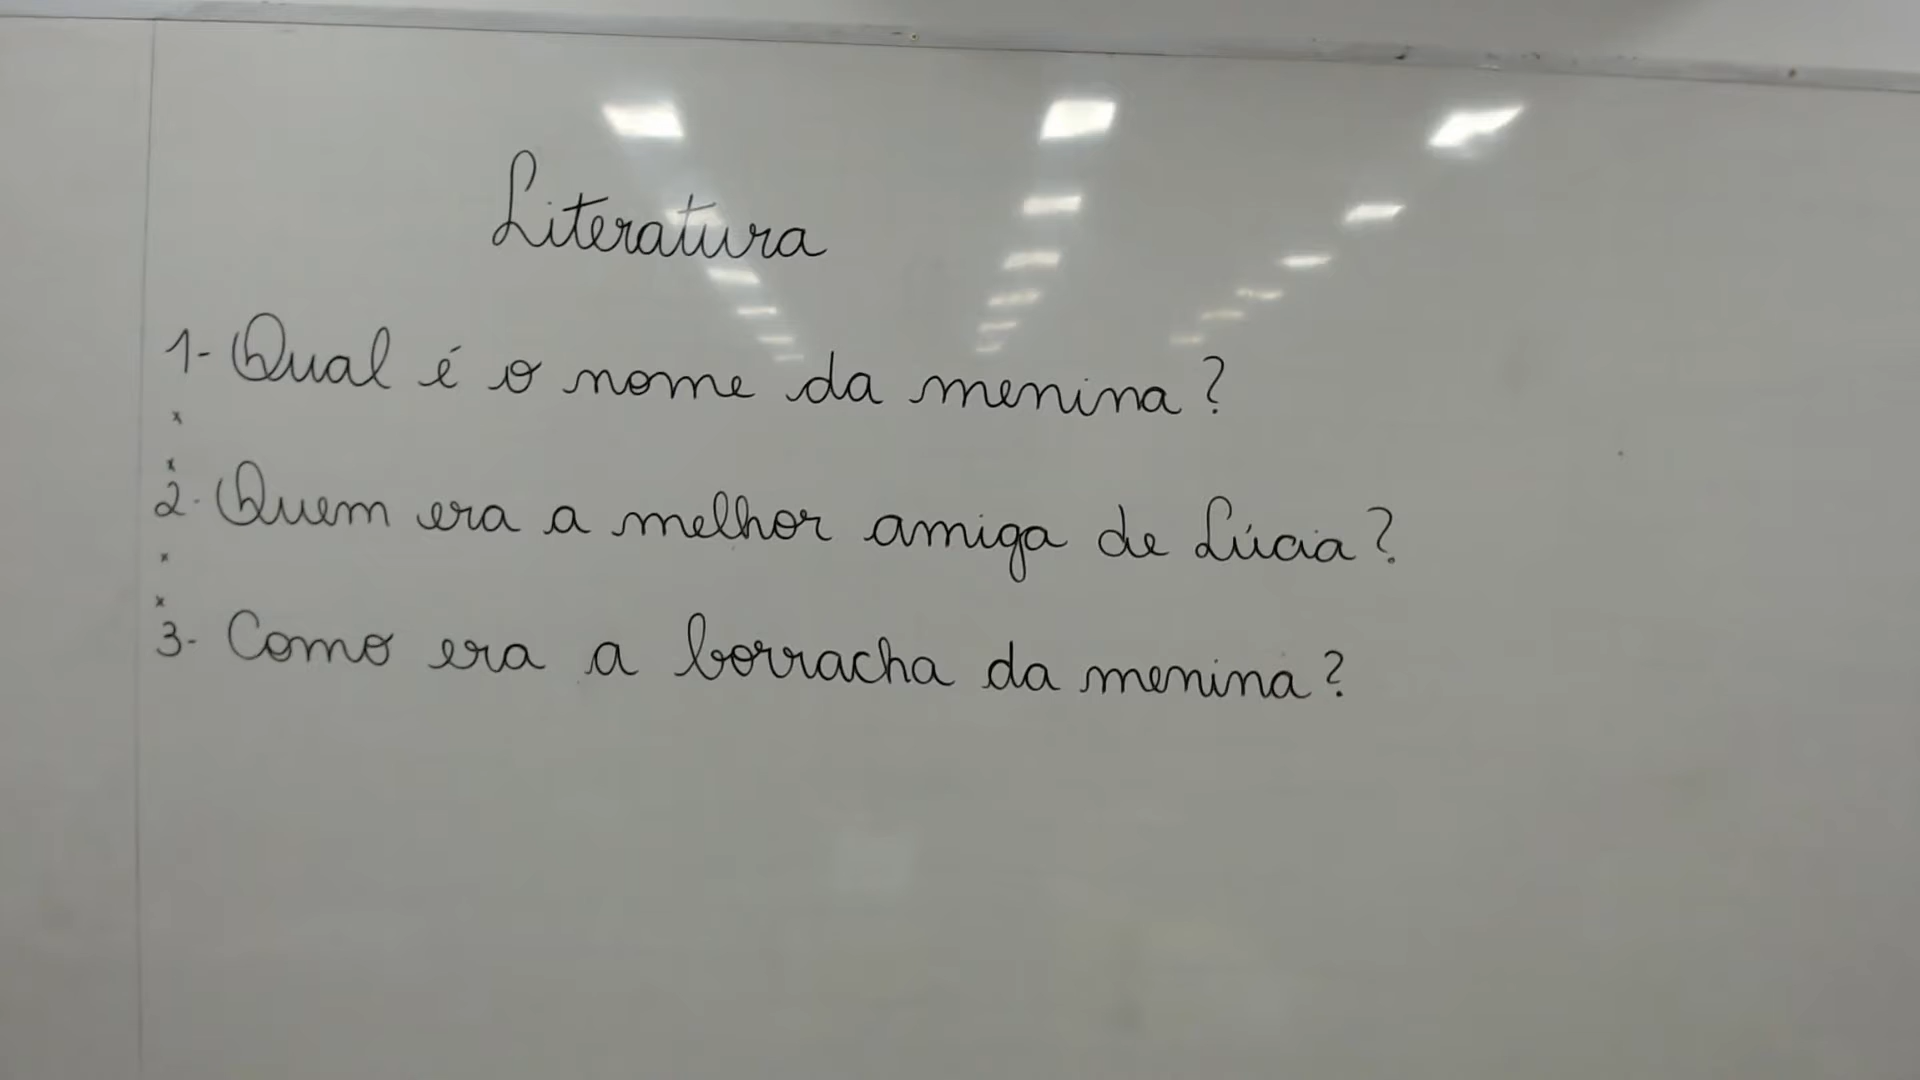 Literatura
1- Qual é o nome da menina?
x
x
2- Quem era a melhor amiga de Lúcia?
x
x
3- Como era a borracha da menina?